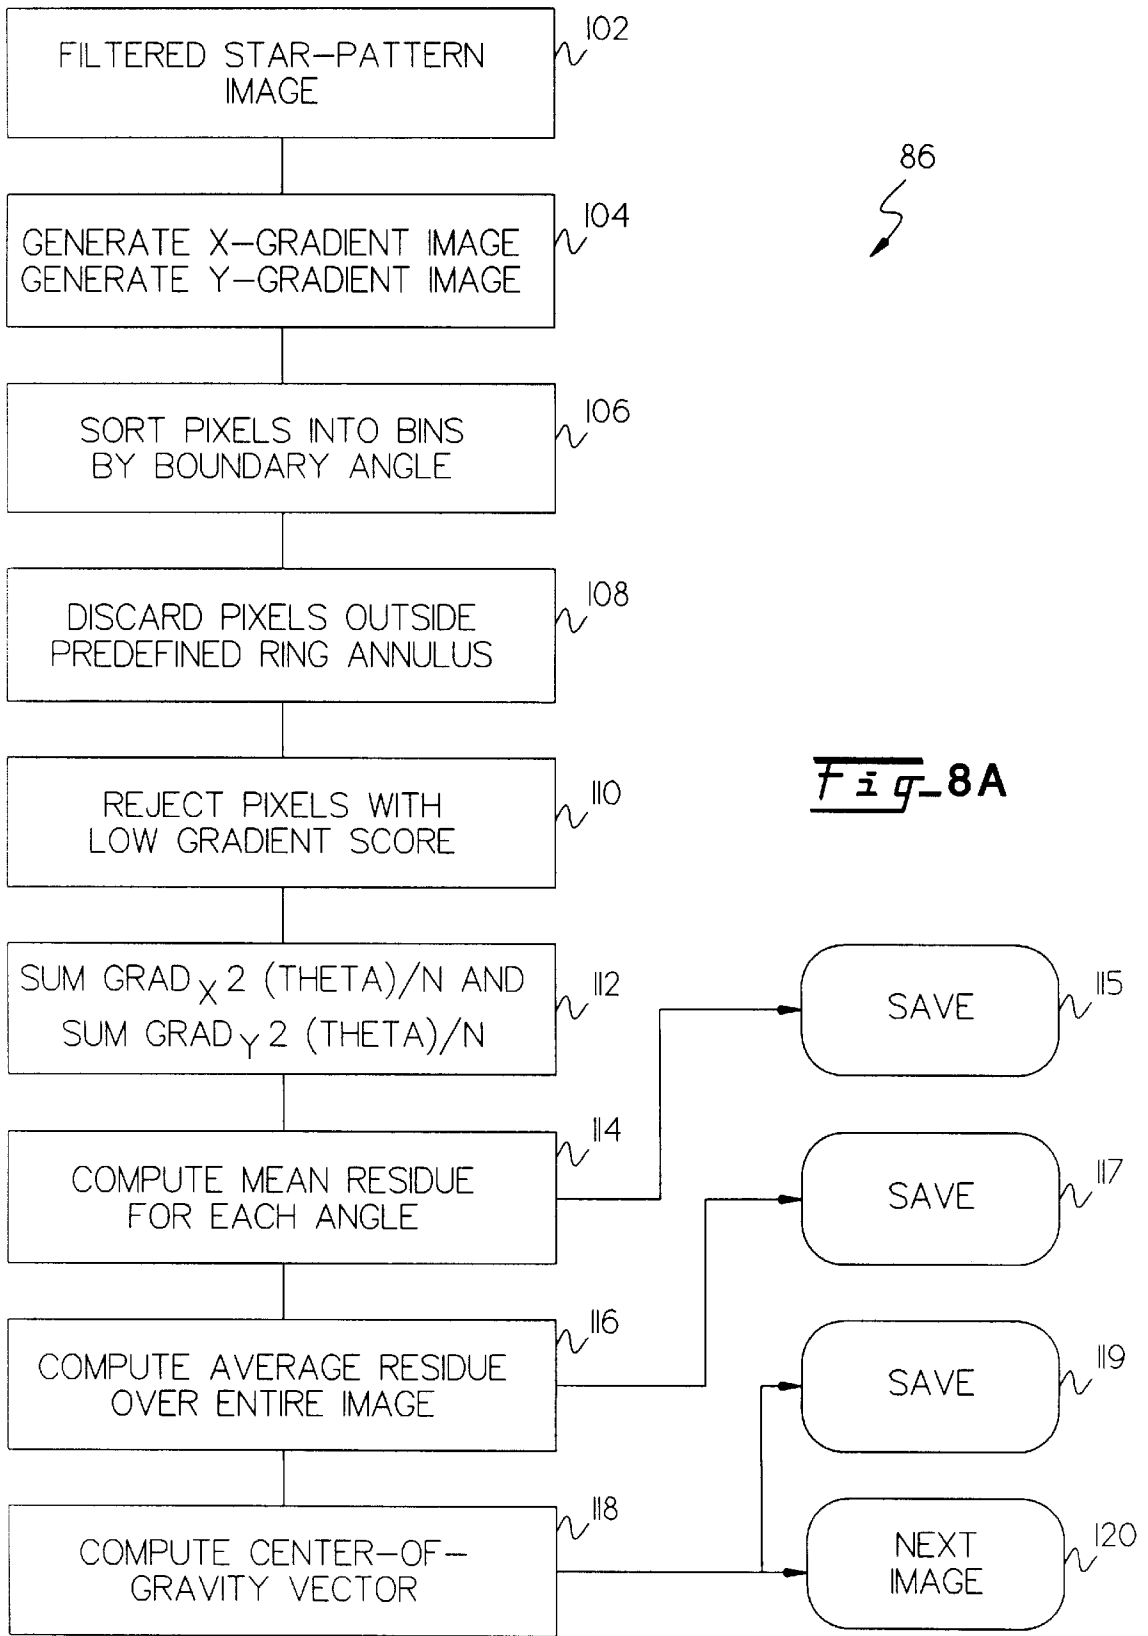 FILTERED STAR-PATTERN
IMAGE
102
86
GENERATE X-GRADIENT IMAGE
GENERATE Y-GRADIENT IMAGE
104
SORT PIXELS INTO BINS
BY BOUNDARY ANGLE
106
DISCARD PIXELS OUTSIDE
PREDEFINED RING ANNULUS
108
REJECT PIXELS WITH
LOW GRADIENT SCORE
110
Fig_8A
SUM GRAD X 2 (THETA)/N AND
SUM GRAD Y 2 (THETA)/N
112
SAVE
115
COMPUTE MEAN RESIDUE
FOR EACH ANGLE
114
SAVE
117
COMPUTE AVERAGE RESIDUE
OVER ENTIRE IMAGE
116
SAVE
119
COMPUTE CENTER-OF-
GRAVITY VECTOR
118
NEXT
IMAGE
120